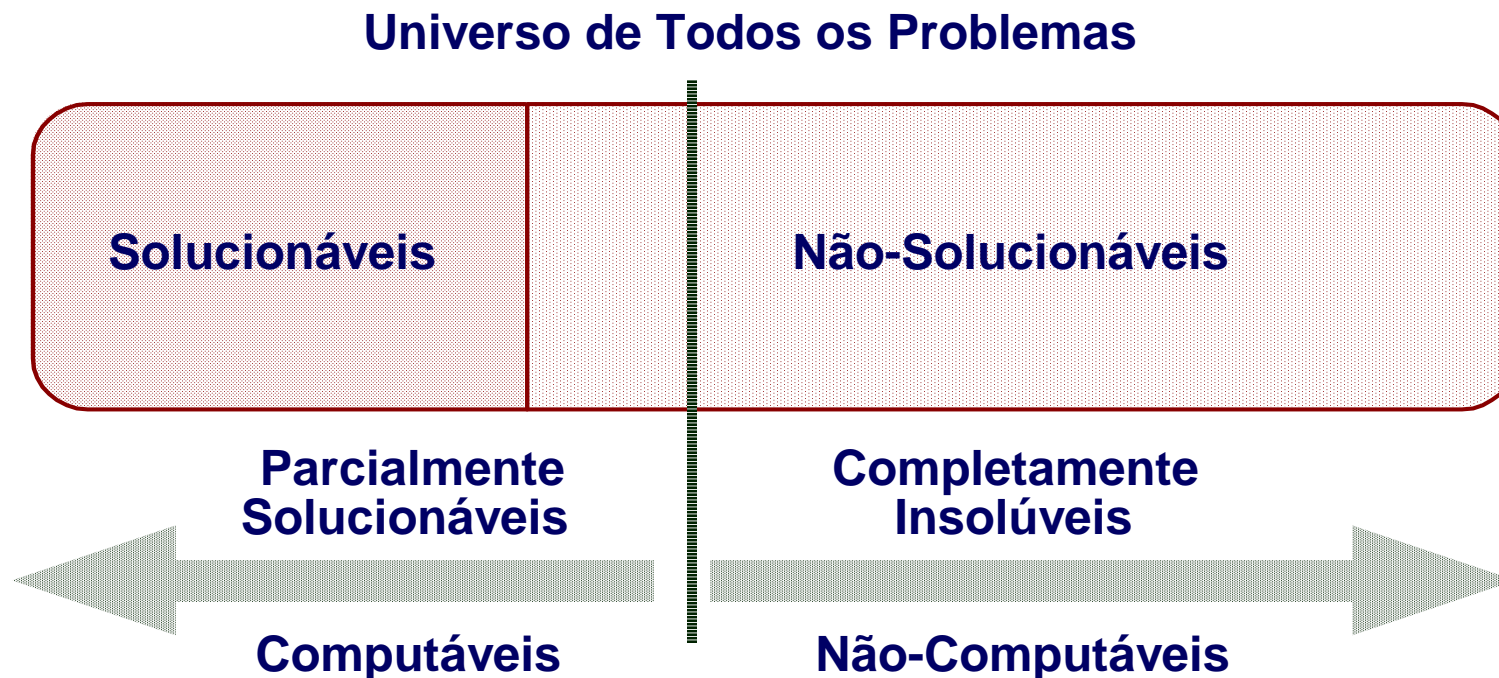 Universo de Todos os Problemas
Solucionáveis
Não-Solucionáveis
Parcialmente
Solucionáveis
Completamente
Insolúveis
Computáveis
Não-Computáveis